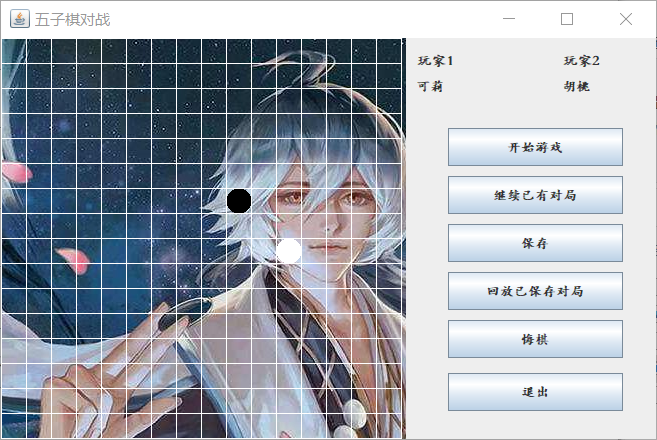 五子棋对战
玩家1 玩家2
可莉 胡桃
开始游戏
继续已有对局
保存
回放已保存对局
悔棋
退出